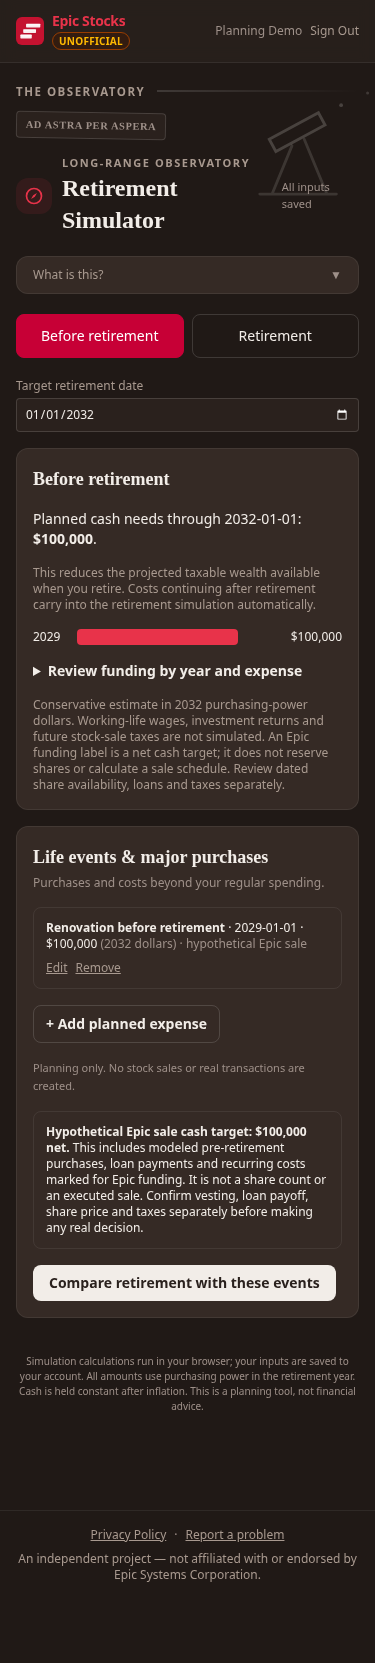 Epic Stocks
UNOFFICIAL
Planning Demo Sign Out
THE OBSERVATORY
AD ASTRA PER ASPERA
LONG-RANGE OBSERVATORY
Retirement
Simulator
All inputs
saved
What is this? ▼
Before retirement
Retirement
Target retirement date
01/01/2032
Before retirement
Planned cash needs through 2032-01-01:
$100,000.
This reduces the projected taxable wealth available
when you retire. Costs continuing after retirement
carry into the retirement simulation automatically.
2029 $100,000
▶ Review funding by year and expense
Conservative estimate in 2032 purchasing-power
dollars. Working-life wages, investment returns and
future stock-sale taxes are not simulated. An Epic
funding label is a net cash target; it does not reserve
shares or calculate a sale schedule. Review dated
share availability, loans and taxes separately.
Life events & major purchases
Purchases and costs beyond your regular spending.
Renovation before retirement · 2029-01-01 ·
$100,000 (2032 dollars) · hypothetical Epic sale
Edit Remove
+ Add planned expense
Planning only. No stock sales or real transactions are
created.
Hypothetical Epic sale cash target: $100,000
net. This includes modeled pre-retirement
purchases, loan payments and recurring costs
marked for Epic funding. It is not a share count or
an executed sale. Confirm vesting, loan payoff,
share price and taxes separately before making
any real decision.
Compare retirement with these events
Simulation calculations run in your browser; your inputs are saved to
your account. All amounts use purchasing power in the retirement year.
Cash is held constant after inflation. This is a planning tool, not financial
advice.
Privacy Policy · Report a problem
An independent project — not affiliated with or endorsed by
Epic Systems Corporation.